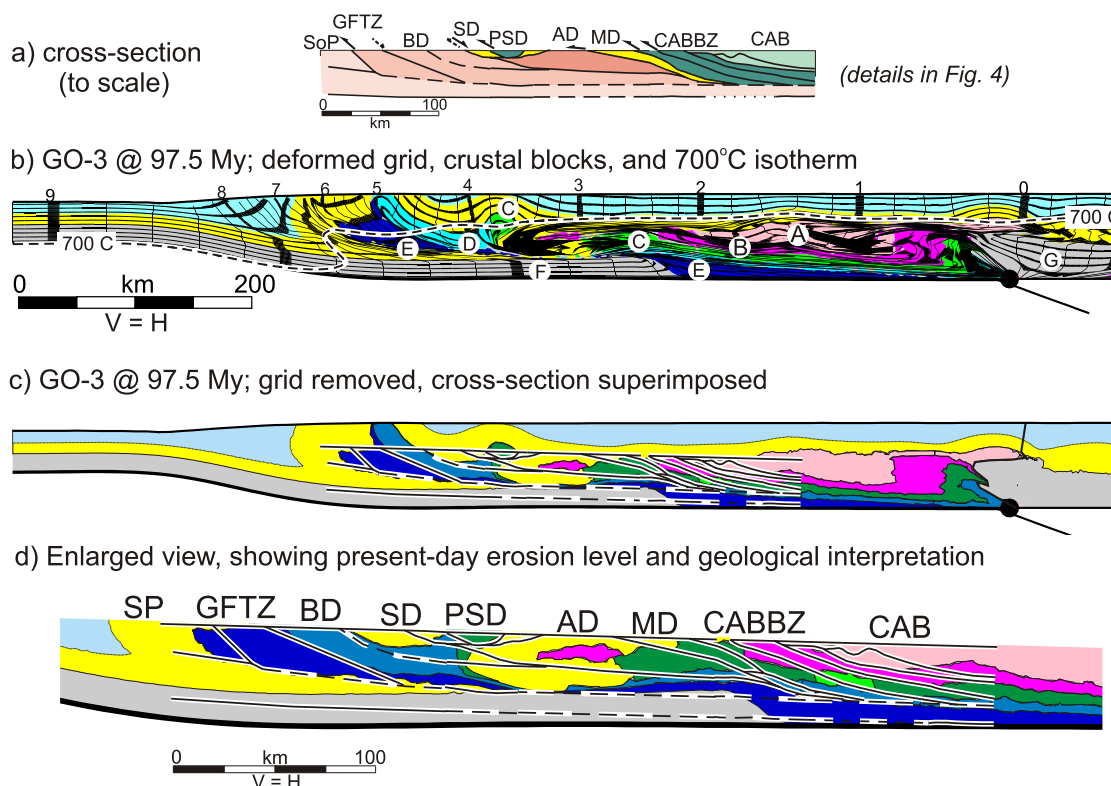 a) cross-section
(to scale)
GFTZ
SoP
BD
SD
PSD
AD
MD
CABBZ
CAB
(details in Fig. 4)
0 100
km
b) GO-3 @ 97.5 My; deformed grid, crustal blocks, and 700°C isotherm
9 8 7 6 5 4 3 2 1 0
700 C
700 C
C
E D C B A
F E G
0 km 200
V = H
c) GO-3 @ 97.5 My; grid removed, cross-section superimposed
d) Enlarged view, showing present-day erosion level and geological interpretation
SP GFTZ BD SD PSD AD MD CABBZ CAB
0 km 100
V = H